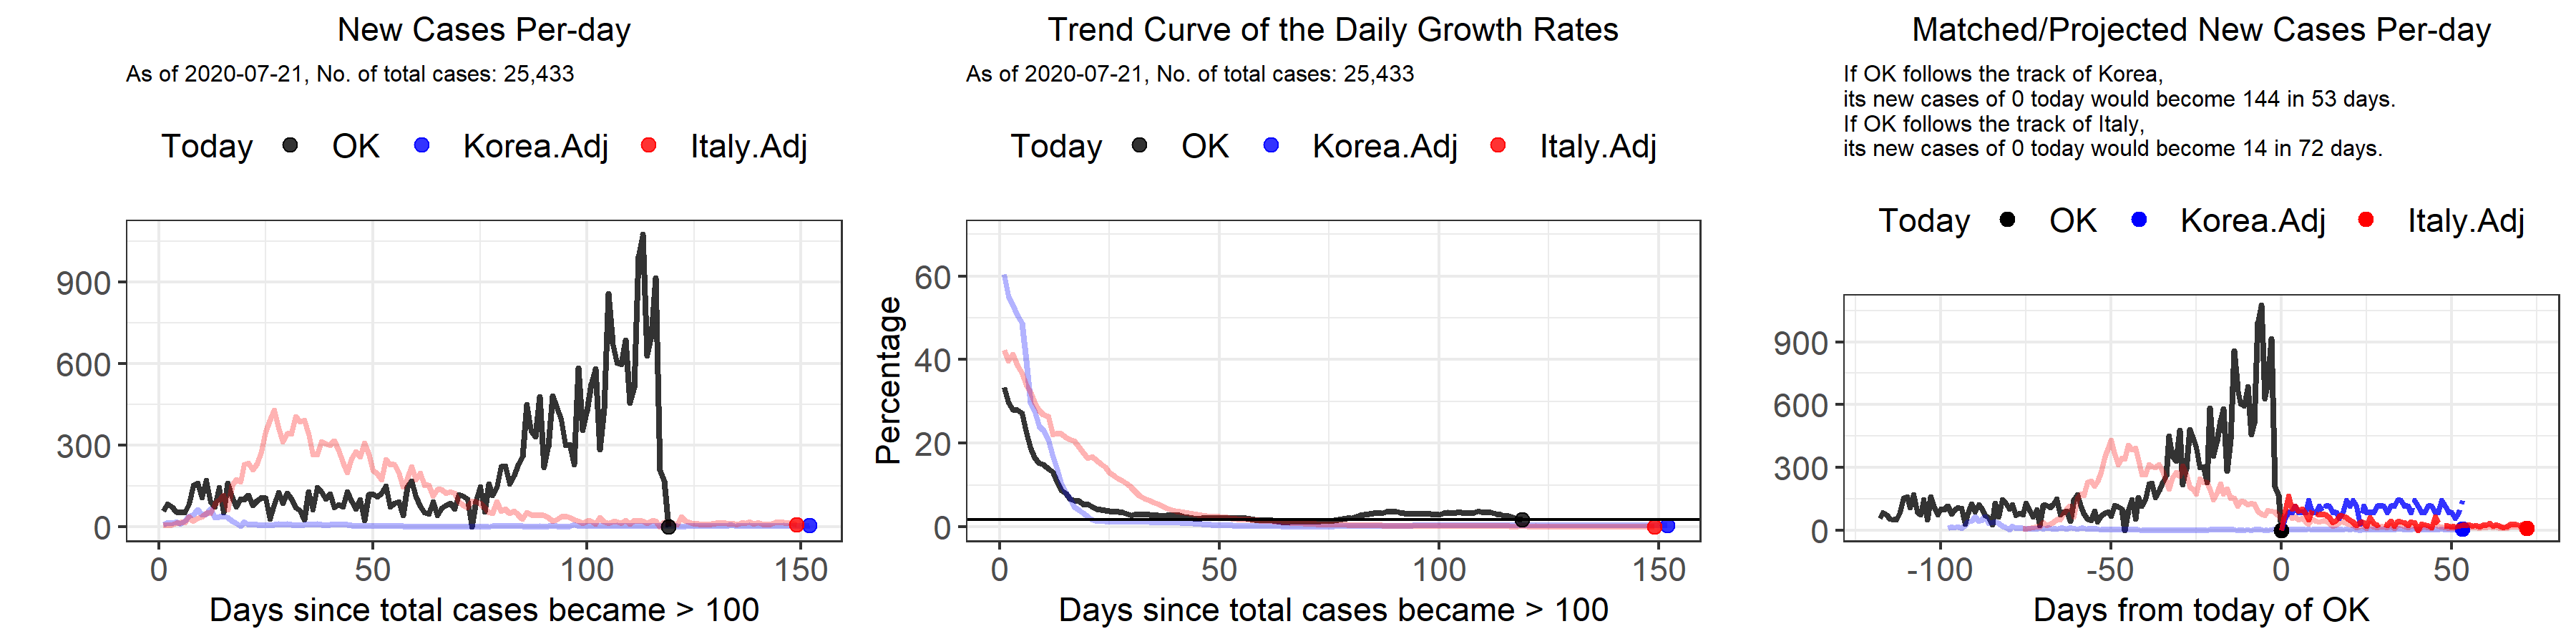 New Cases Per-day
As of 2020-07-21, No. of total cases: 25,433
Today OK Korea.Adj Italy.Adj
900
600
300
0
0 50 100 150
Days since total cases became > 100
Trend Curve of the Daily Growth Rates
As of 2020-07-21, No. of total cases: 25,433
Today OK Korea.Adj Italy.Adj
Percentage
60
40
20
0
0 50 100 150
Days since total cases became > 100
Matched/Projected New Cases Per-day
If OK follows the track of Korea,
its new cases of 0 today would become 144 in 53 days.
If OK follows the track of Italy,
its new cases of 0 today would become 14 in 72 days.
Today OK Korea.Adj Italy.Adj
900
600
300
0
-100 -50 0 50
Days from today of OK